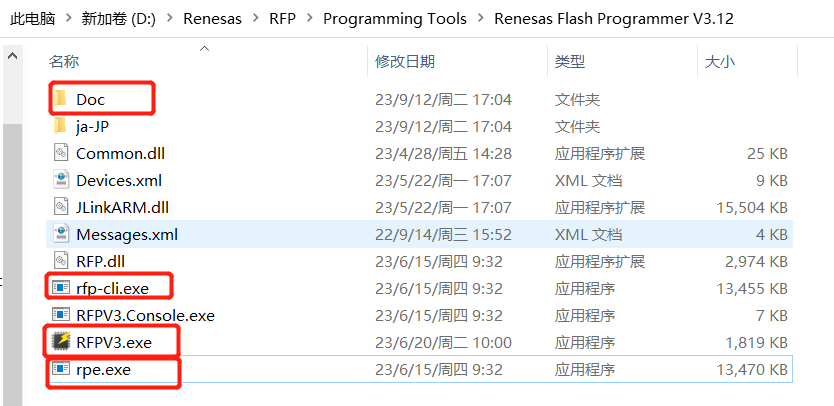 此电脑 > 新加卷 (D:) > Renesas > RFP > Programming Tools > Renesas Flash Programmer V3.12
名称 修改日期 类型 大小
Doc 23/9/12/周二 17:04 文件夹
ja-JP 23/9/12/周二 17:04 文件夹
Common.dll 23/4/28/周五 14:28 应用程序扩展 25 KB
Devices.xml 23/5/22/周一 17:07 XML 文档 9 KB
JLinkARM.dll 23/5/22/周一 17:07 应用程序扩展 15,504 KB
Messages.xml 22/9/14/周三 15:52 XML 文档 4 KB
RFP.dll 23/6/15/周四 9:32 应用程序扩展 2,974 KB
rfp-cli.exe 23/6/15/周四 9:32 应用程序 13,455 KB
RFPV3.Console.exe 23/6/15/周四 9:32 应用程序 7 KB
RFPV3.exe 23/6/20/周二 10:00 应用程序 1,819 KB
rpe.exe 23/6/15/周四 9:32 应用程序 13,470 KB